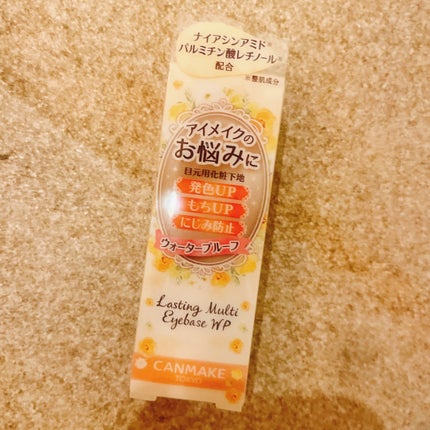 ナイアシンアミド※
パルミチン酸レチノール※
配合
※整肌成分
アイメイクの
お悩みに
目元用化粧下地
発色UP
もちUP
にじみ防止
ウォータープルーフ
Lasting Multi
Eyebase WP
CANMAKE
TOKYO